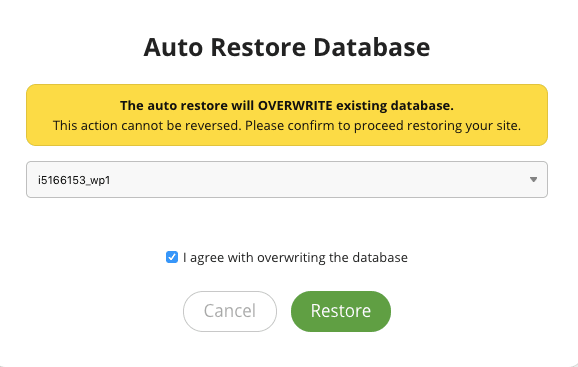 Auto Restore Database
The auto restore will OVERWRITE existing database.
This action cannot be reversed. Please confirm to proceed restoring your site.
i5166153_wp1
I agree with overwriting the database
Cancel
Restore